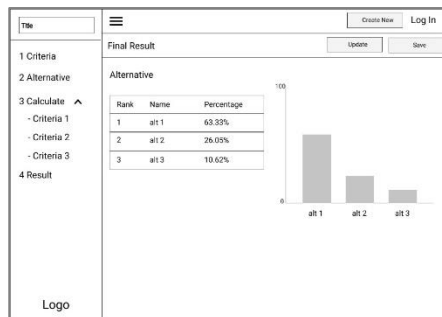 Title
1 Criteria
2 Alternative
3 Calculate
- Criteria 1
- Criteria 2
- Criteria 3
4 Result
Logo
Create New Log In
Final Result Update Save
Alternative
Rank Name Percentage
1 alt 1 63.33%
2 alt 2 26.05%
3 alt 3 10.62%
100
0
alt 1 alt 2 alt 3